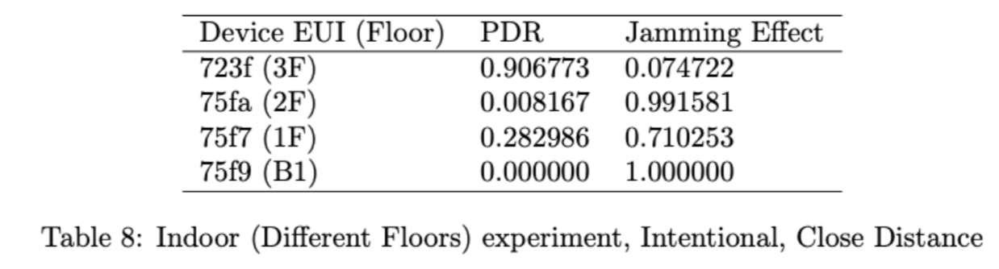 Device EUI (Floor) PDR Jamming Effect
723f (3F) 0.906773 0.074722
75fa (2F) 0.008167 0.991581
75f7 (1F) 0.282986 0.710253
75f9 (B1) 0.000000 1.000000
Table 8: Indoor (Different Floors) experiment, Intentional, Close Distance